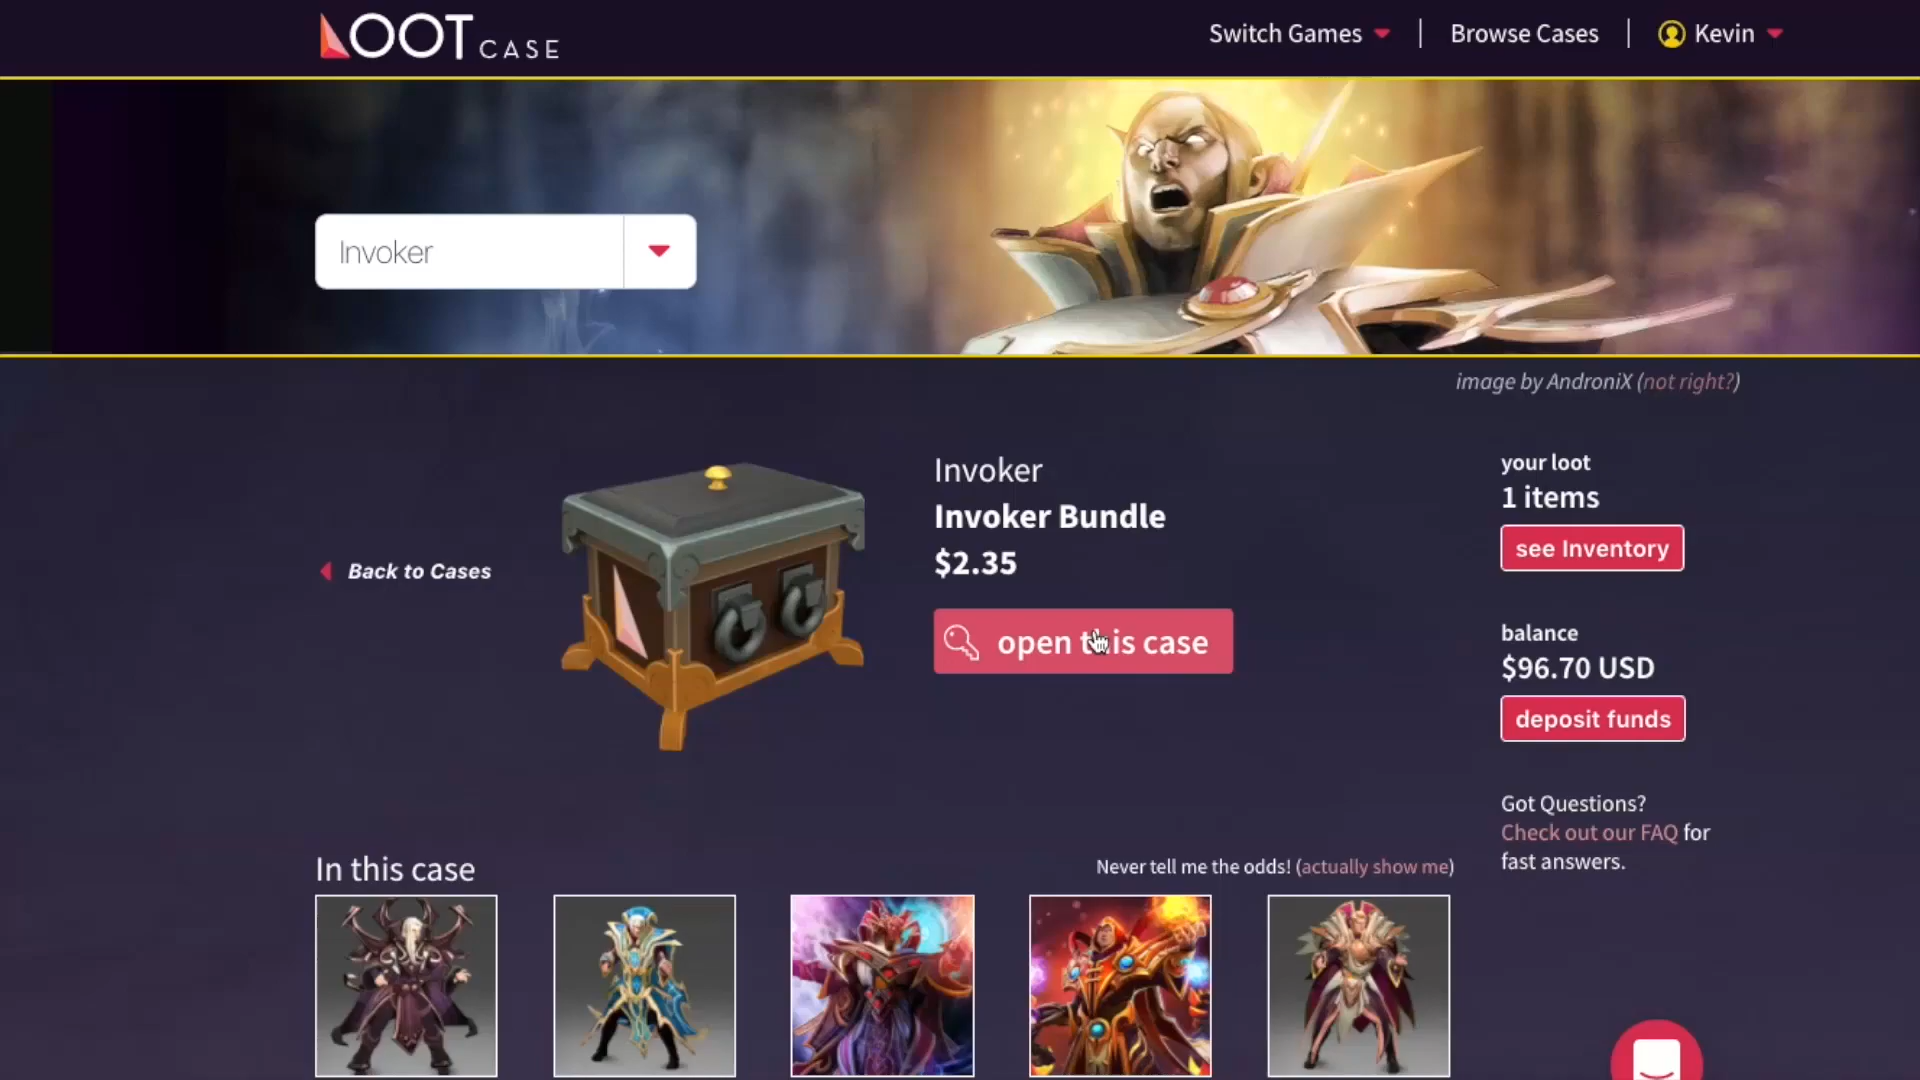 LOOT CASE
Switch Games
Browse Cases
Kevin
Invoker
image by AndroniX (not right?)
Invoker
Invoker Bundle
$2.35
open this case
Back to Cases
your loot
1 items
see Inventory
balance
$96.70 USD
deposit funds
Got Questions?
Check out our FAQ for
fast answers.
In this case
Never tell me the odds! (actually show me)